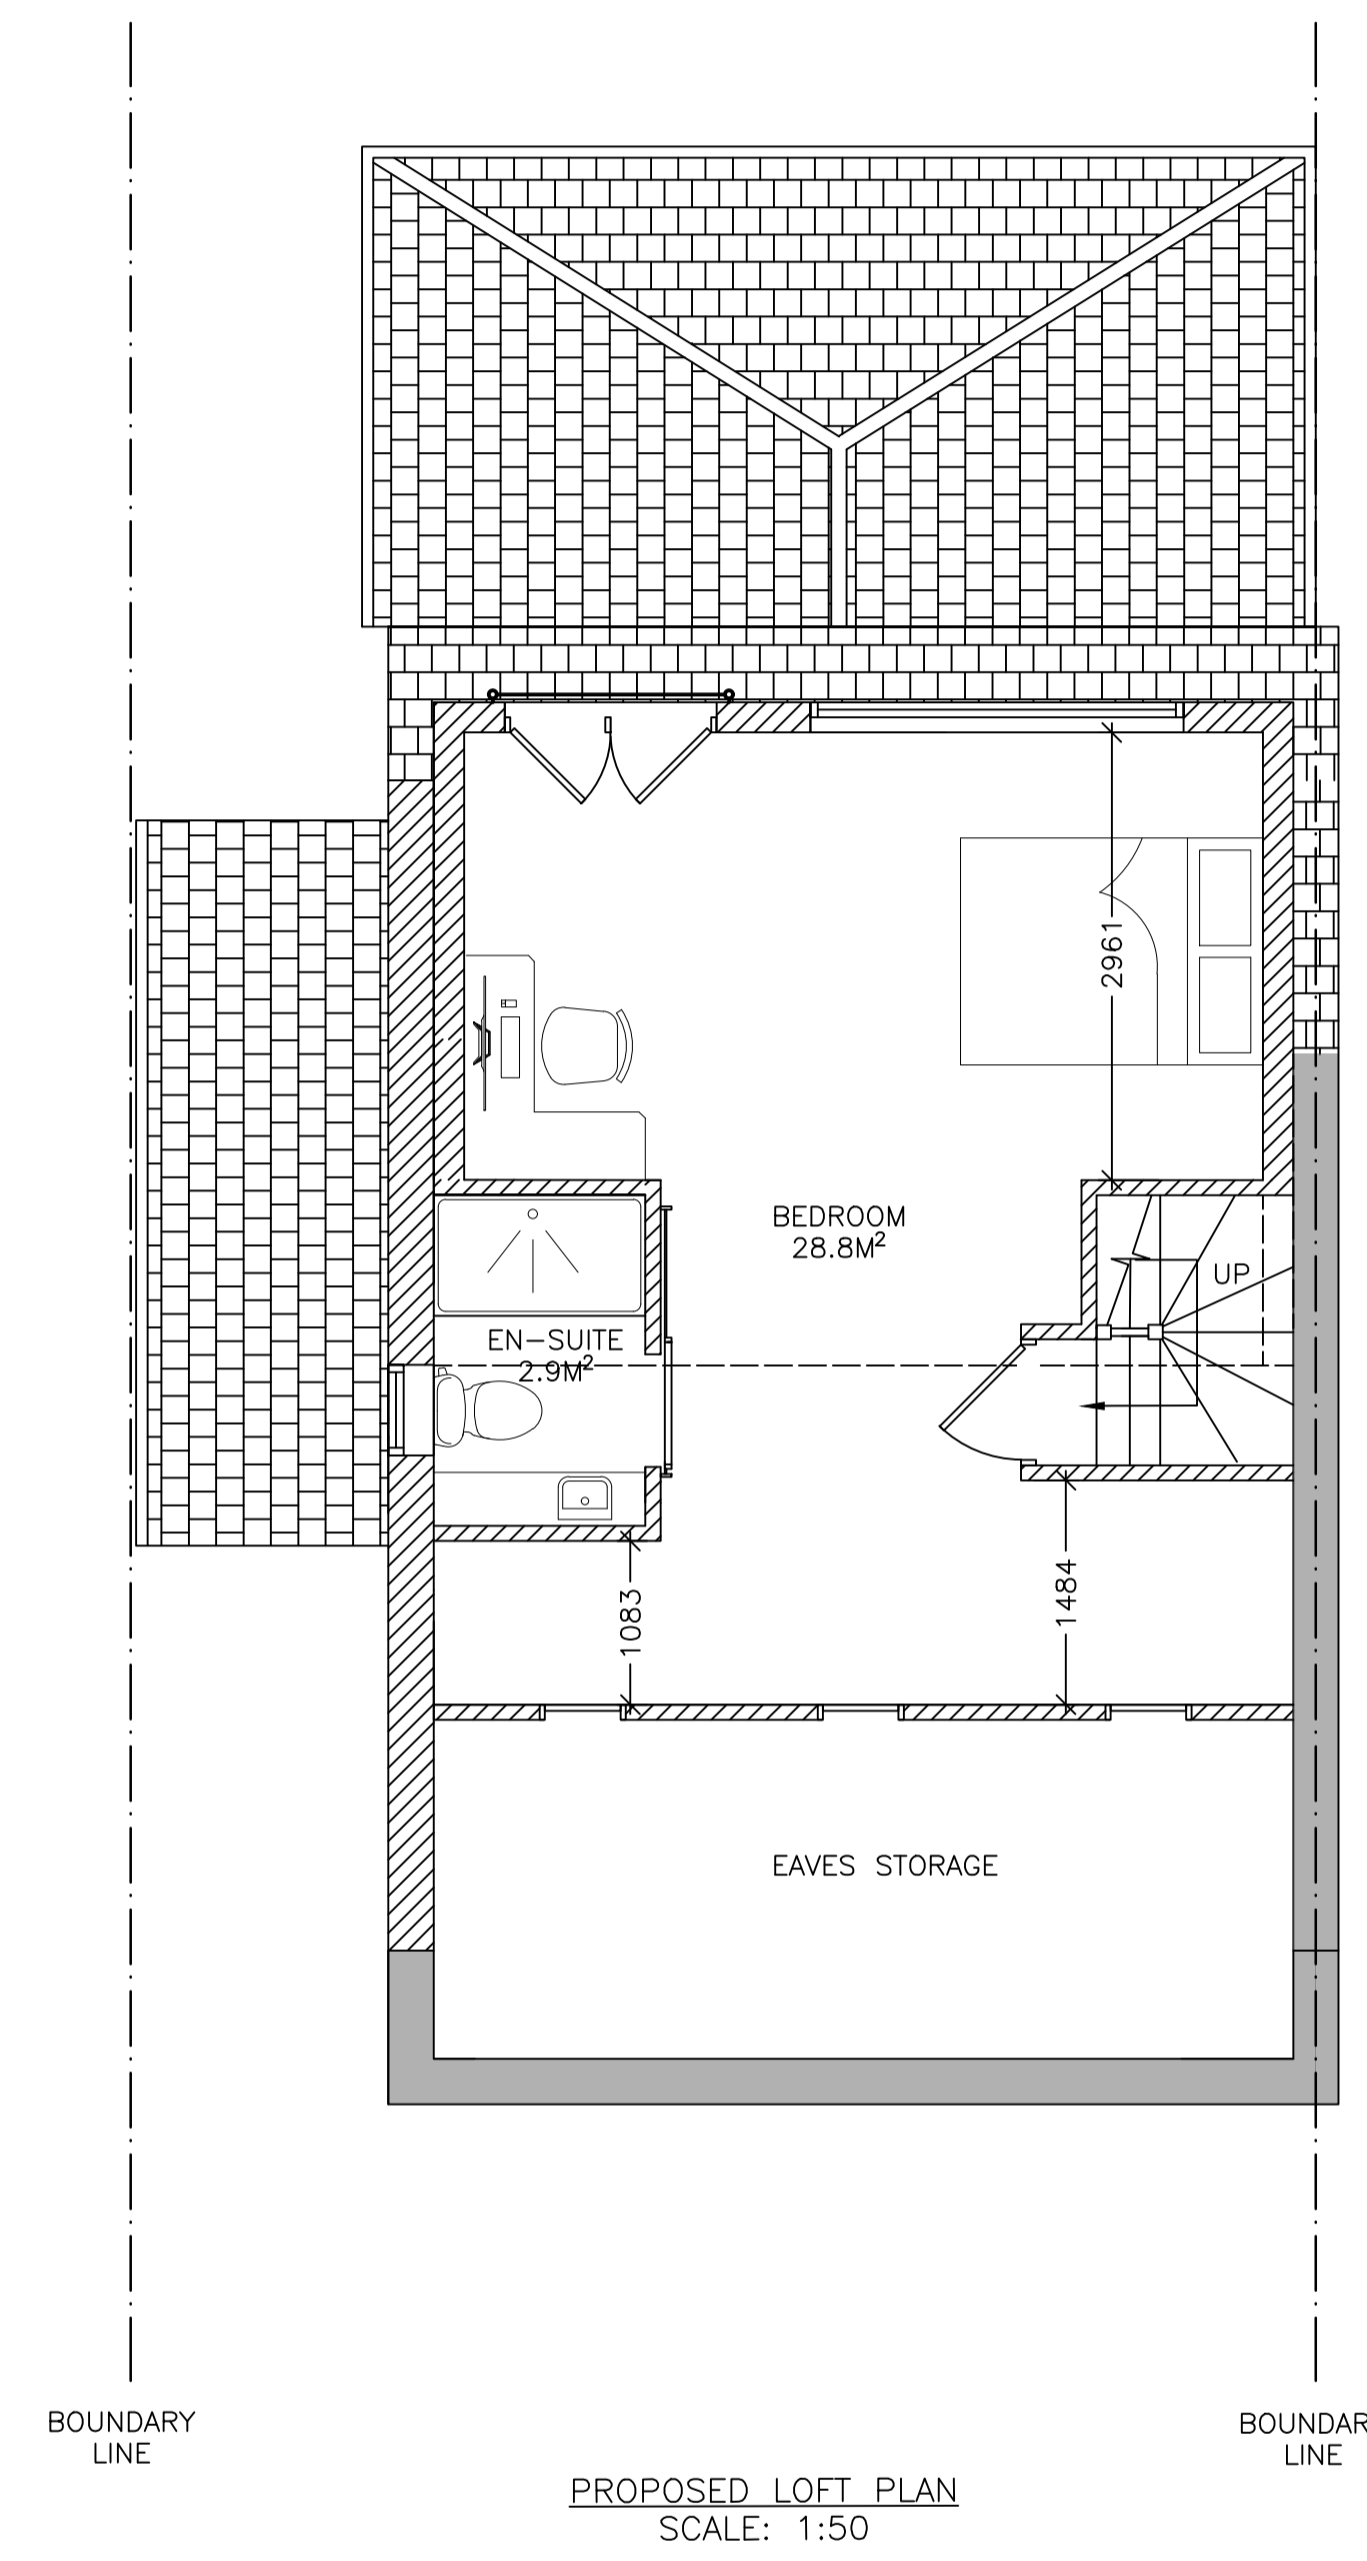 2961
BEDROOM
28.8M²
UP
EN-SUITE
2.9M²
1083
1484
EAVES STORAGE
BOUNDARY
LINE
BOUNDAR
LINE
PROPOSED LOFT PLAN
SCALE: 1:50